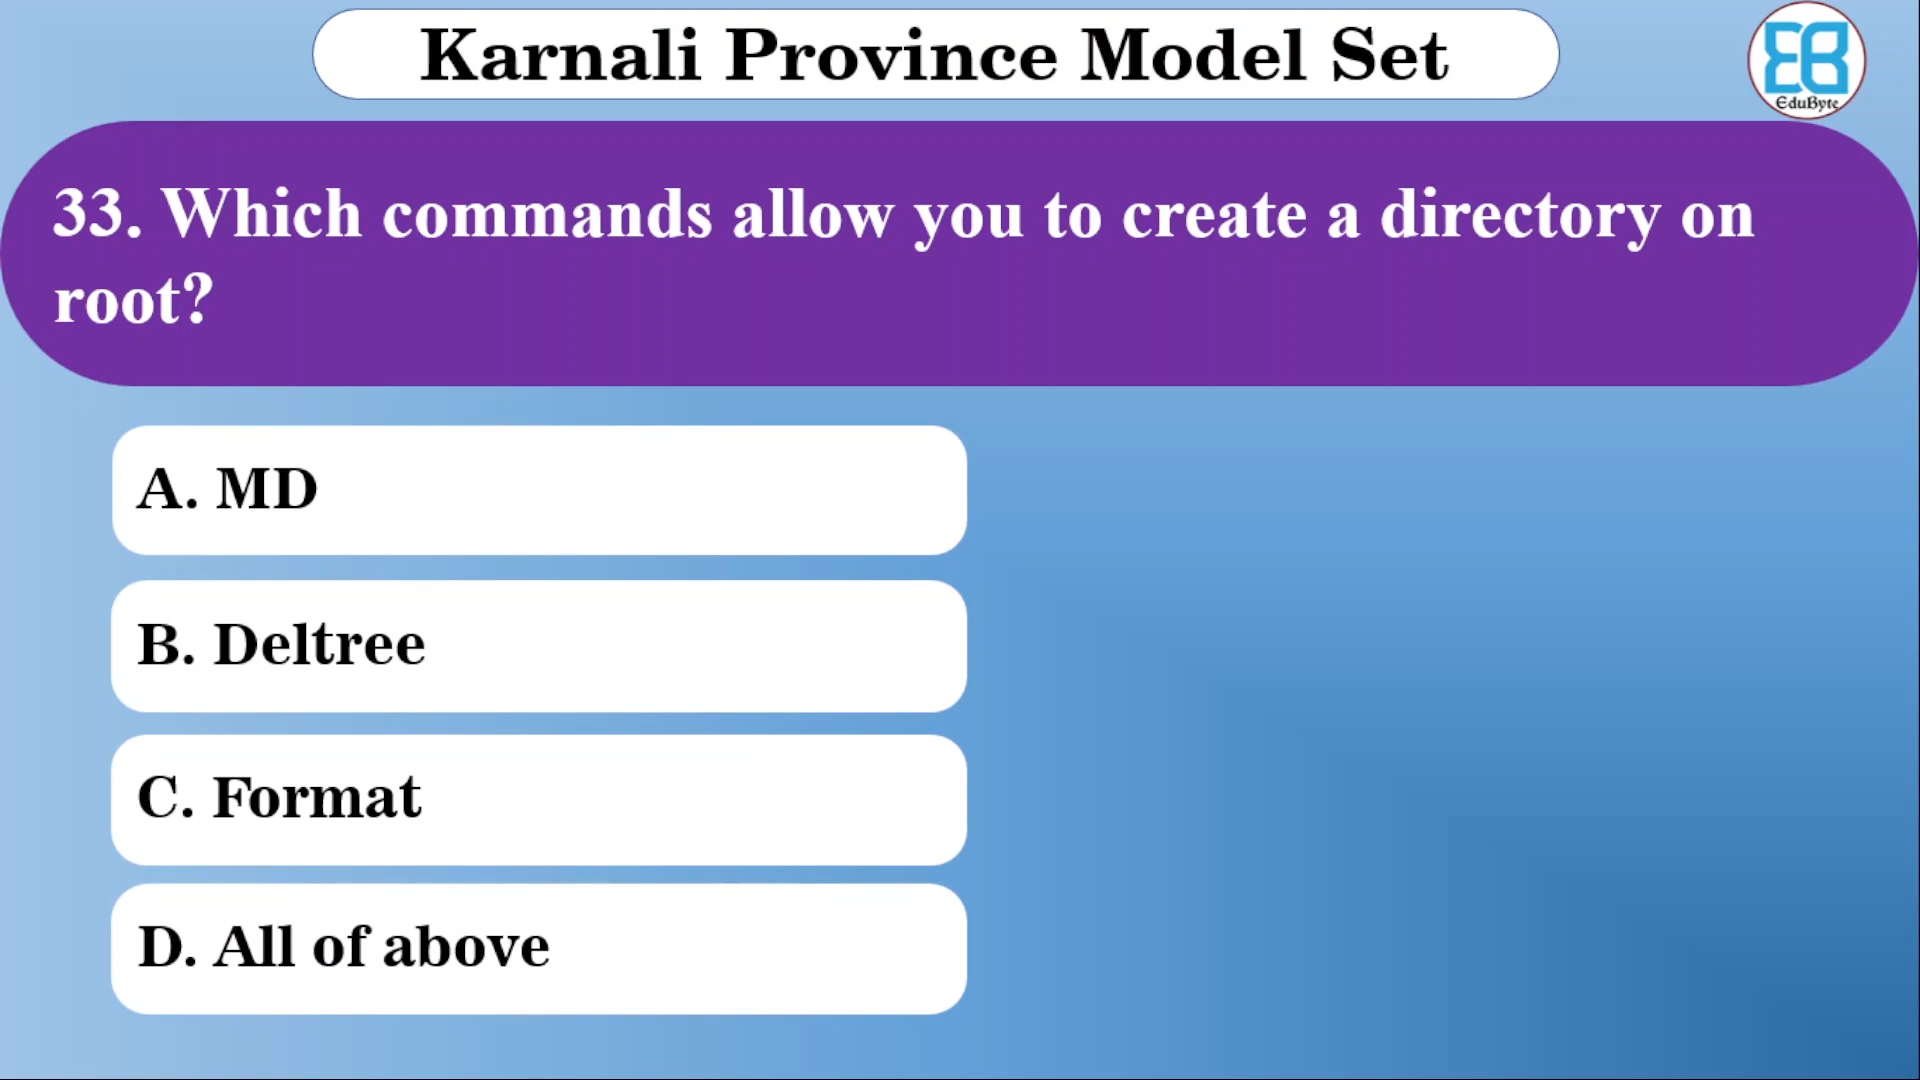 Karnali Province Model Set
EB
EduByte
33. Which commands allow you to create a directory on
root?
A. MD
B. Deltree
C. Format
D. All of above